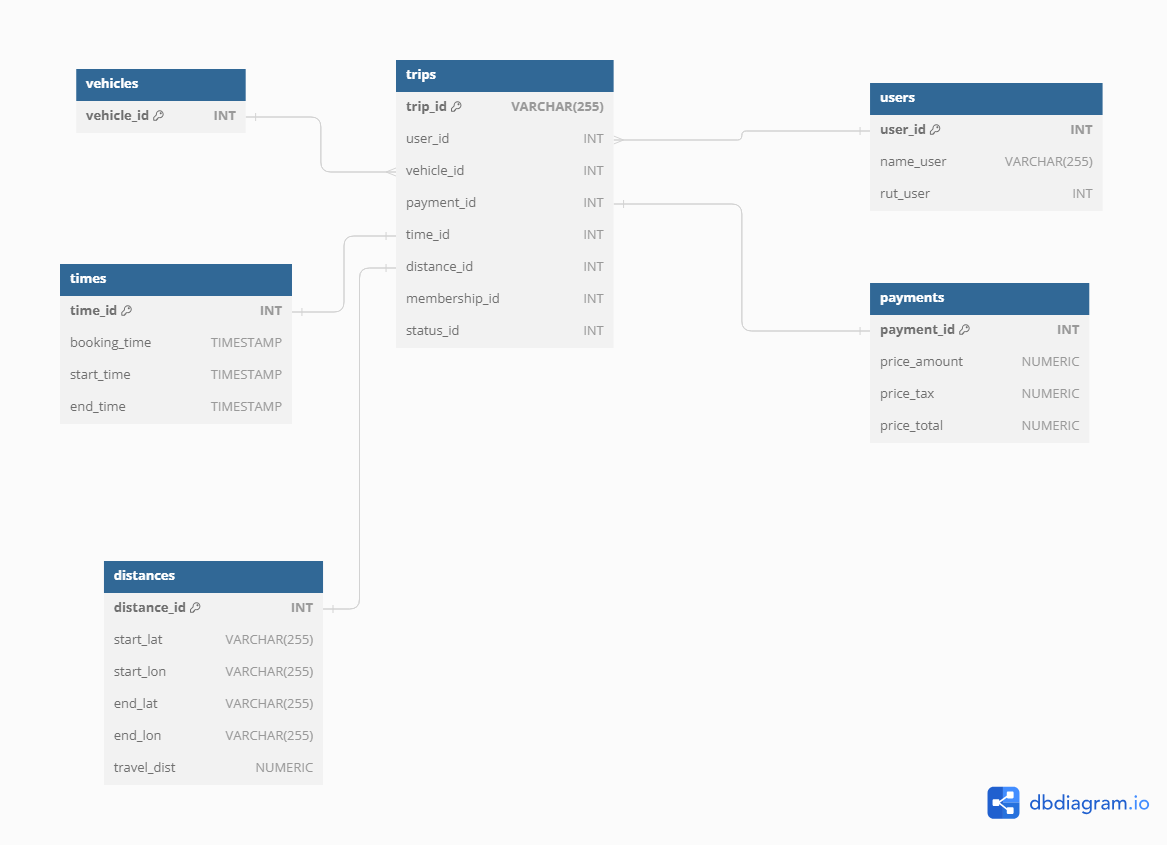 vehicles
vehicle_id INT
trips
trip_id VARCHAR(255)
user_id INT
vehicle_id INT
payment_id INT
time_id INT
distance_id INT
membership_id INT
status_id INT
users
user_id INT
name_user VARCHAR(255)
rut_user INT
times
time_id INT
booking_time TIMESTAMP
start_time TIMESTAMP
end_time TIMESTAMP
payments
payment_id INT
price_amount NUMERIC
price_tax NUMERIC
price_total NUMERIC
distances
distance_id INT
start_lat VARCHAR(255)
start_lon VARCHAR(255)
end_lat VARCHAR(255)
end_lon VARCHAR(255)
travel_dist NUMERIC
dbdiagram.io